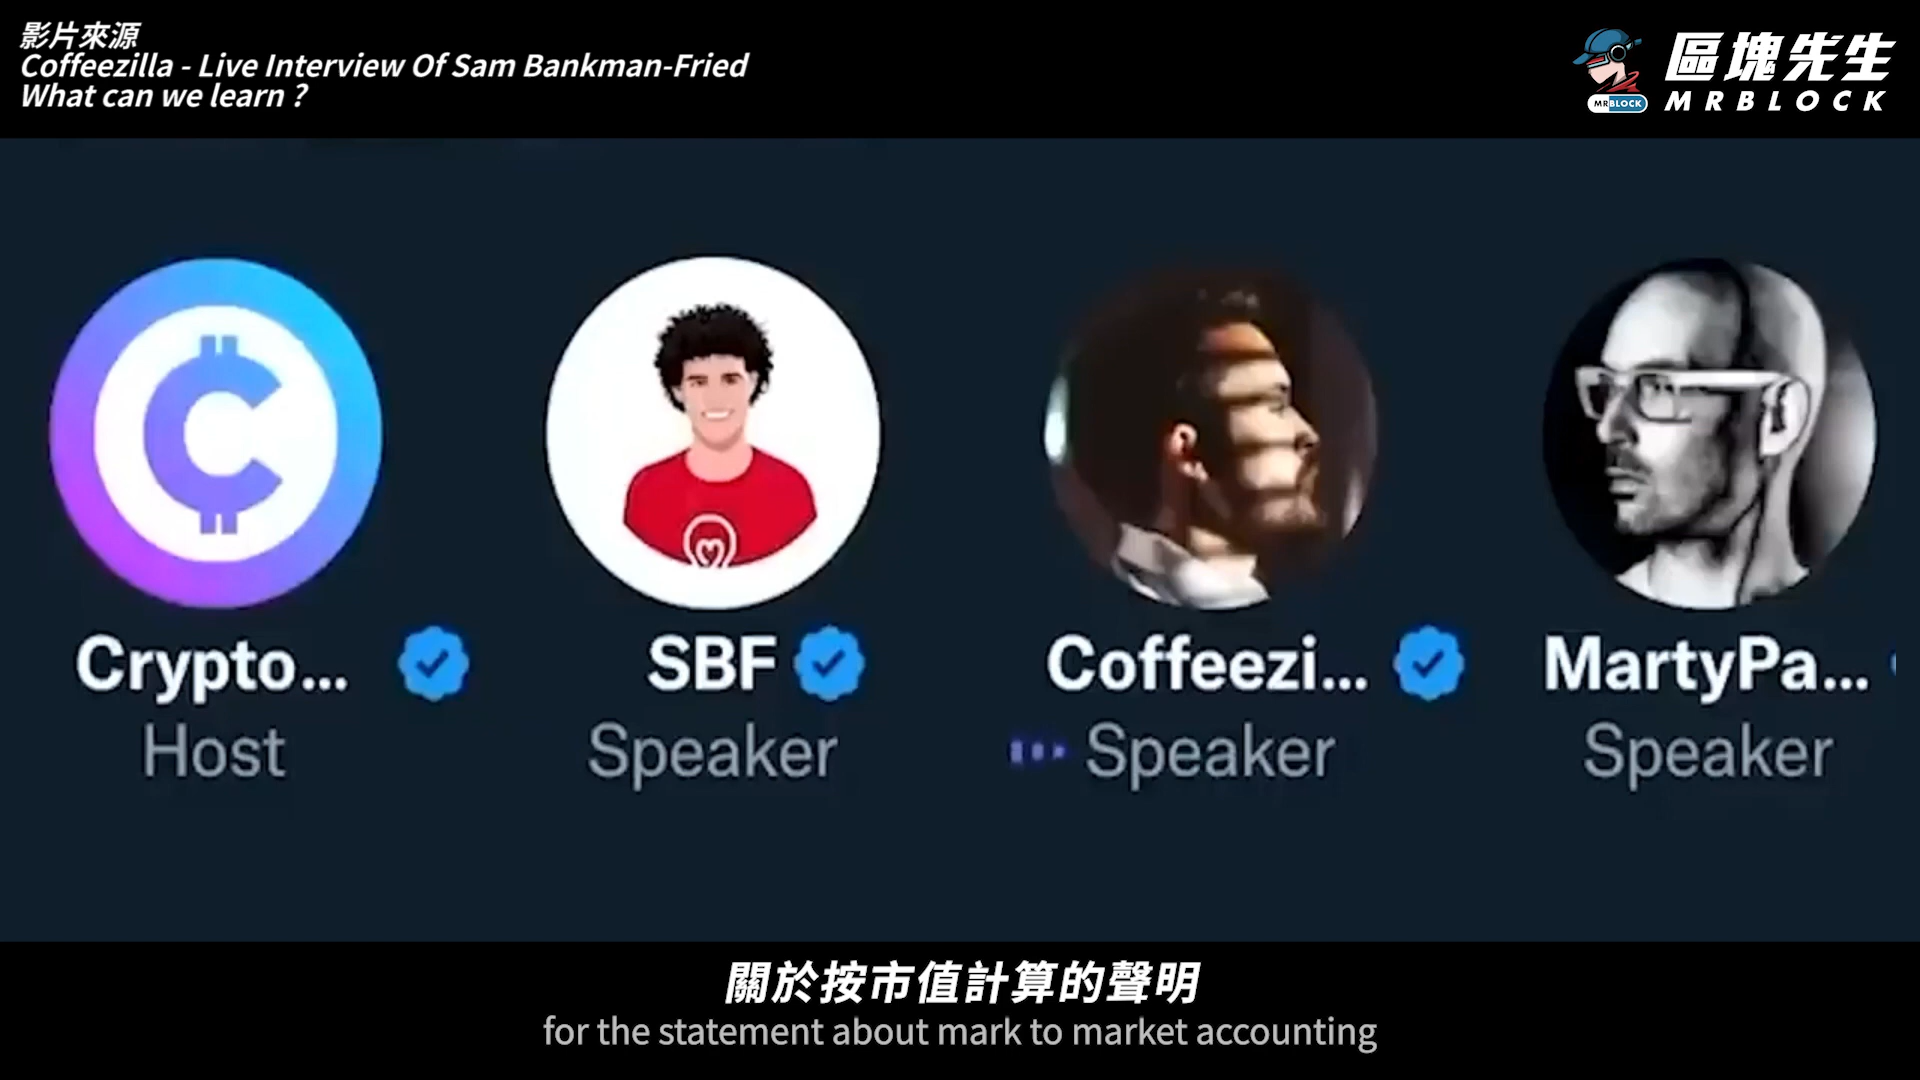 影片來源
Coffeezilla - Live Interview Of Sam Bankman-Fried
What can we learn ?
區塊先生
MRBLOCK
MRBLOCK
Crypto...
Host
SBF
Speaker
Coffeezi...
Speaker
MartyPa...
Speaker
關於按市值計算的聲明
for the statement about mark to market accounting